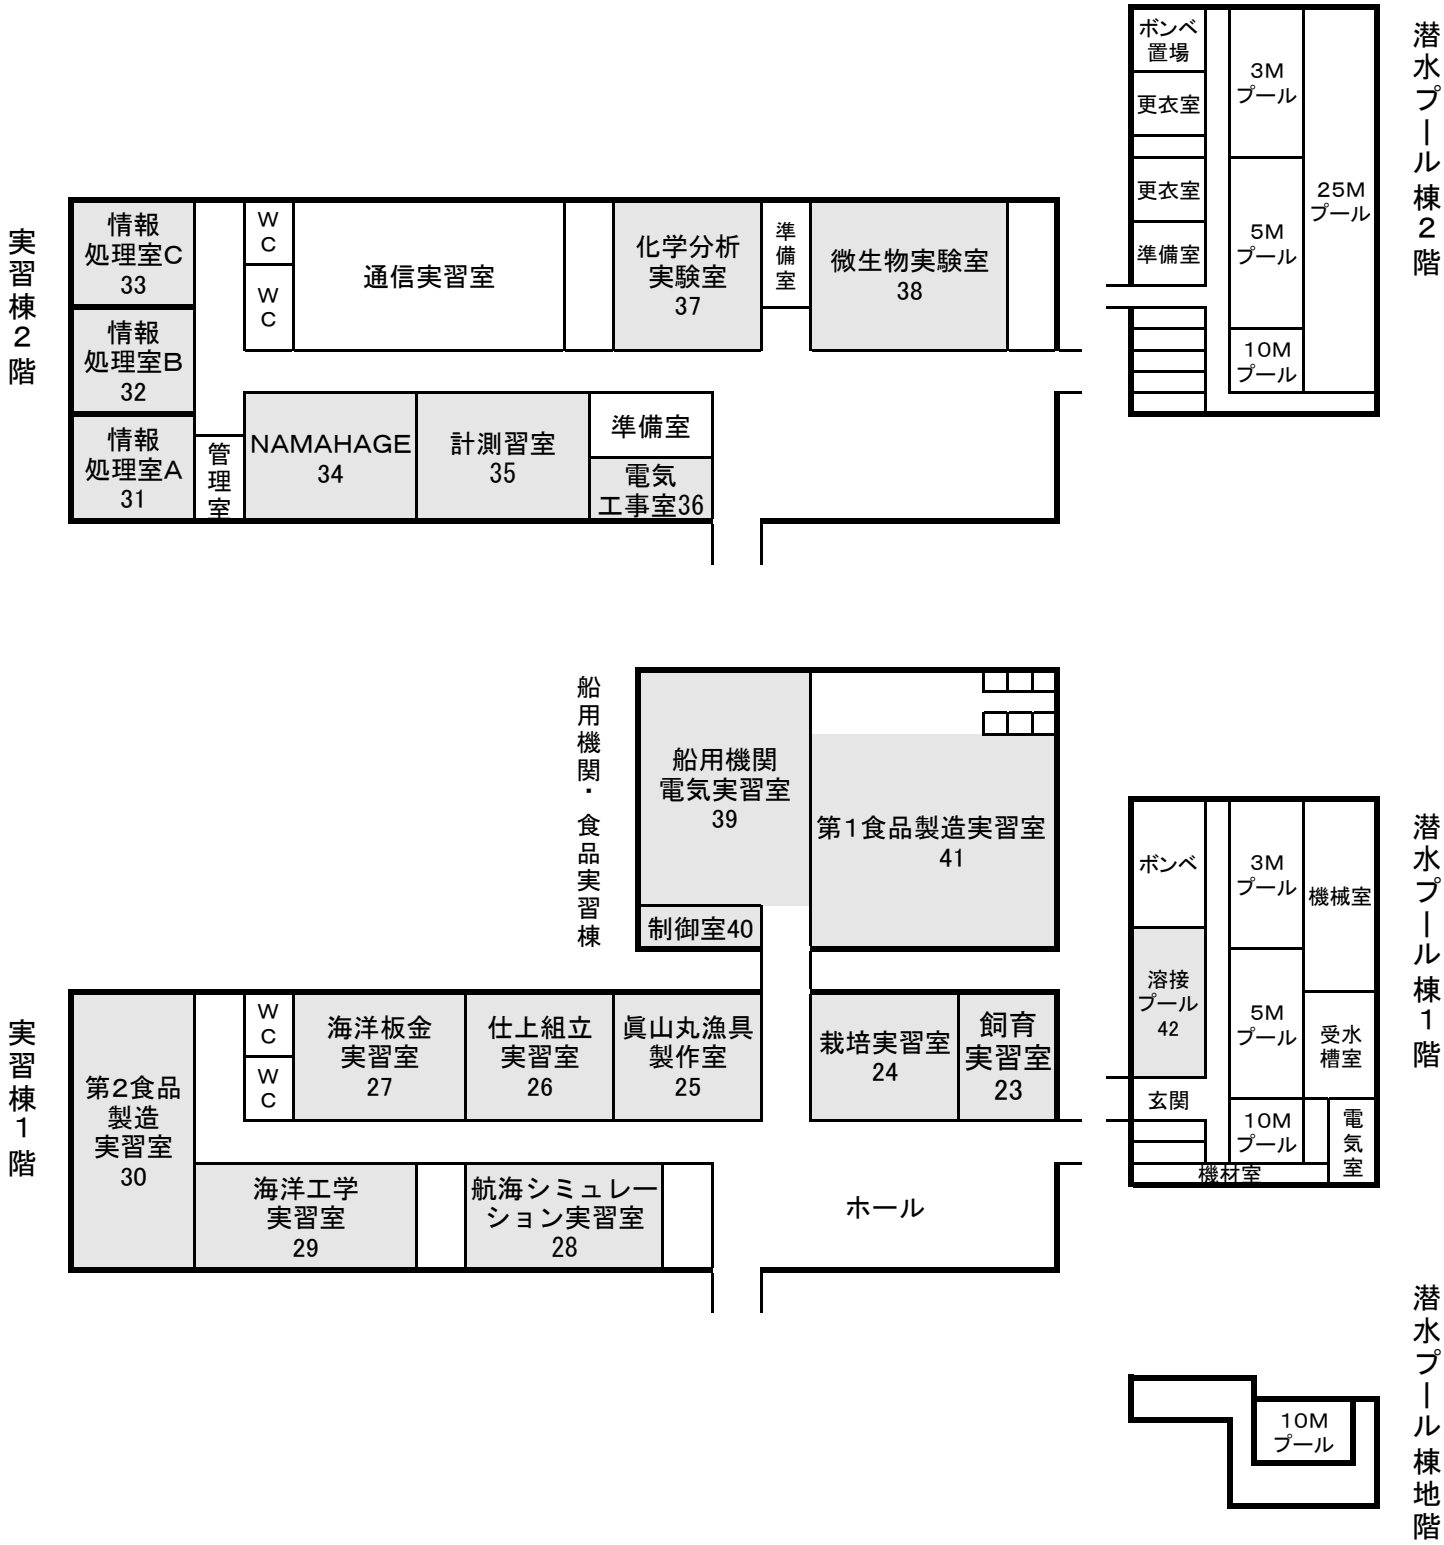 実習棟2階
情報
処理室C
33
情報
処理室B
32
情報
処理室A
31
管
理
室
W
C
W
C
通信実習室
化学分析
実験室
37
準
備
室
微生物実験室
38
NAMAHAGE
34
計測習室
35
準備室
電気
工事室36
潜水プール棟2階
ボンベ
置場
更衣室
更衣室
準備室
3M
プール
5M
プール
10M
プール
25M
プール
船用機関・食品実習棟
船用機関
電気実習室
39
制御室40
第1食品製造実習室
41
実習棟1階
第2食品
製造
実習室
30
W
C
W
C
海洋板金
実習室
27
仕上組立
実習室
26
眞山丸漁具
製作室
25
栽培実習室
24
飼育
実習室
23
海洋工学
実習室
29
航海シミュレー
ション実習室
28
ホール
潜水プール棟1階
ボンベ
溶接
プール
42
玄関
3M
プール
5M
プール
10M
プール
機械室
受水
槽室
電
気
室
機材室
潜水プール棟地階
10M
プール